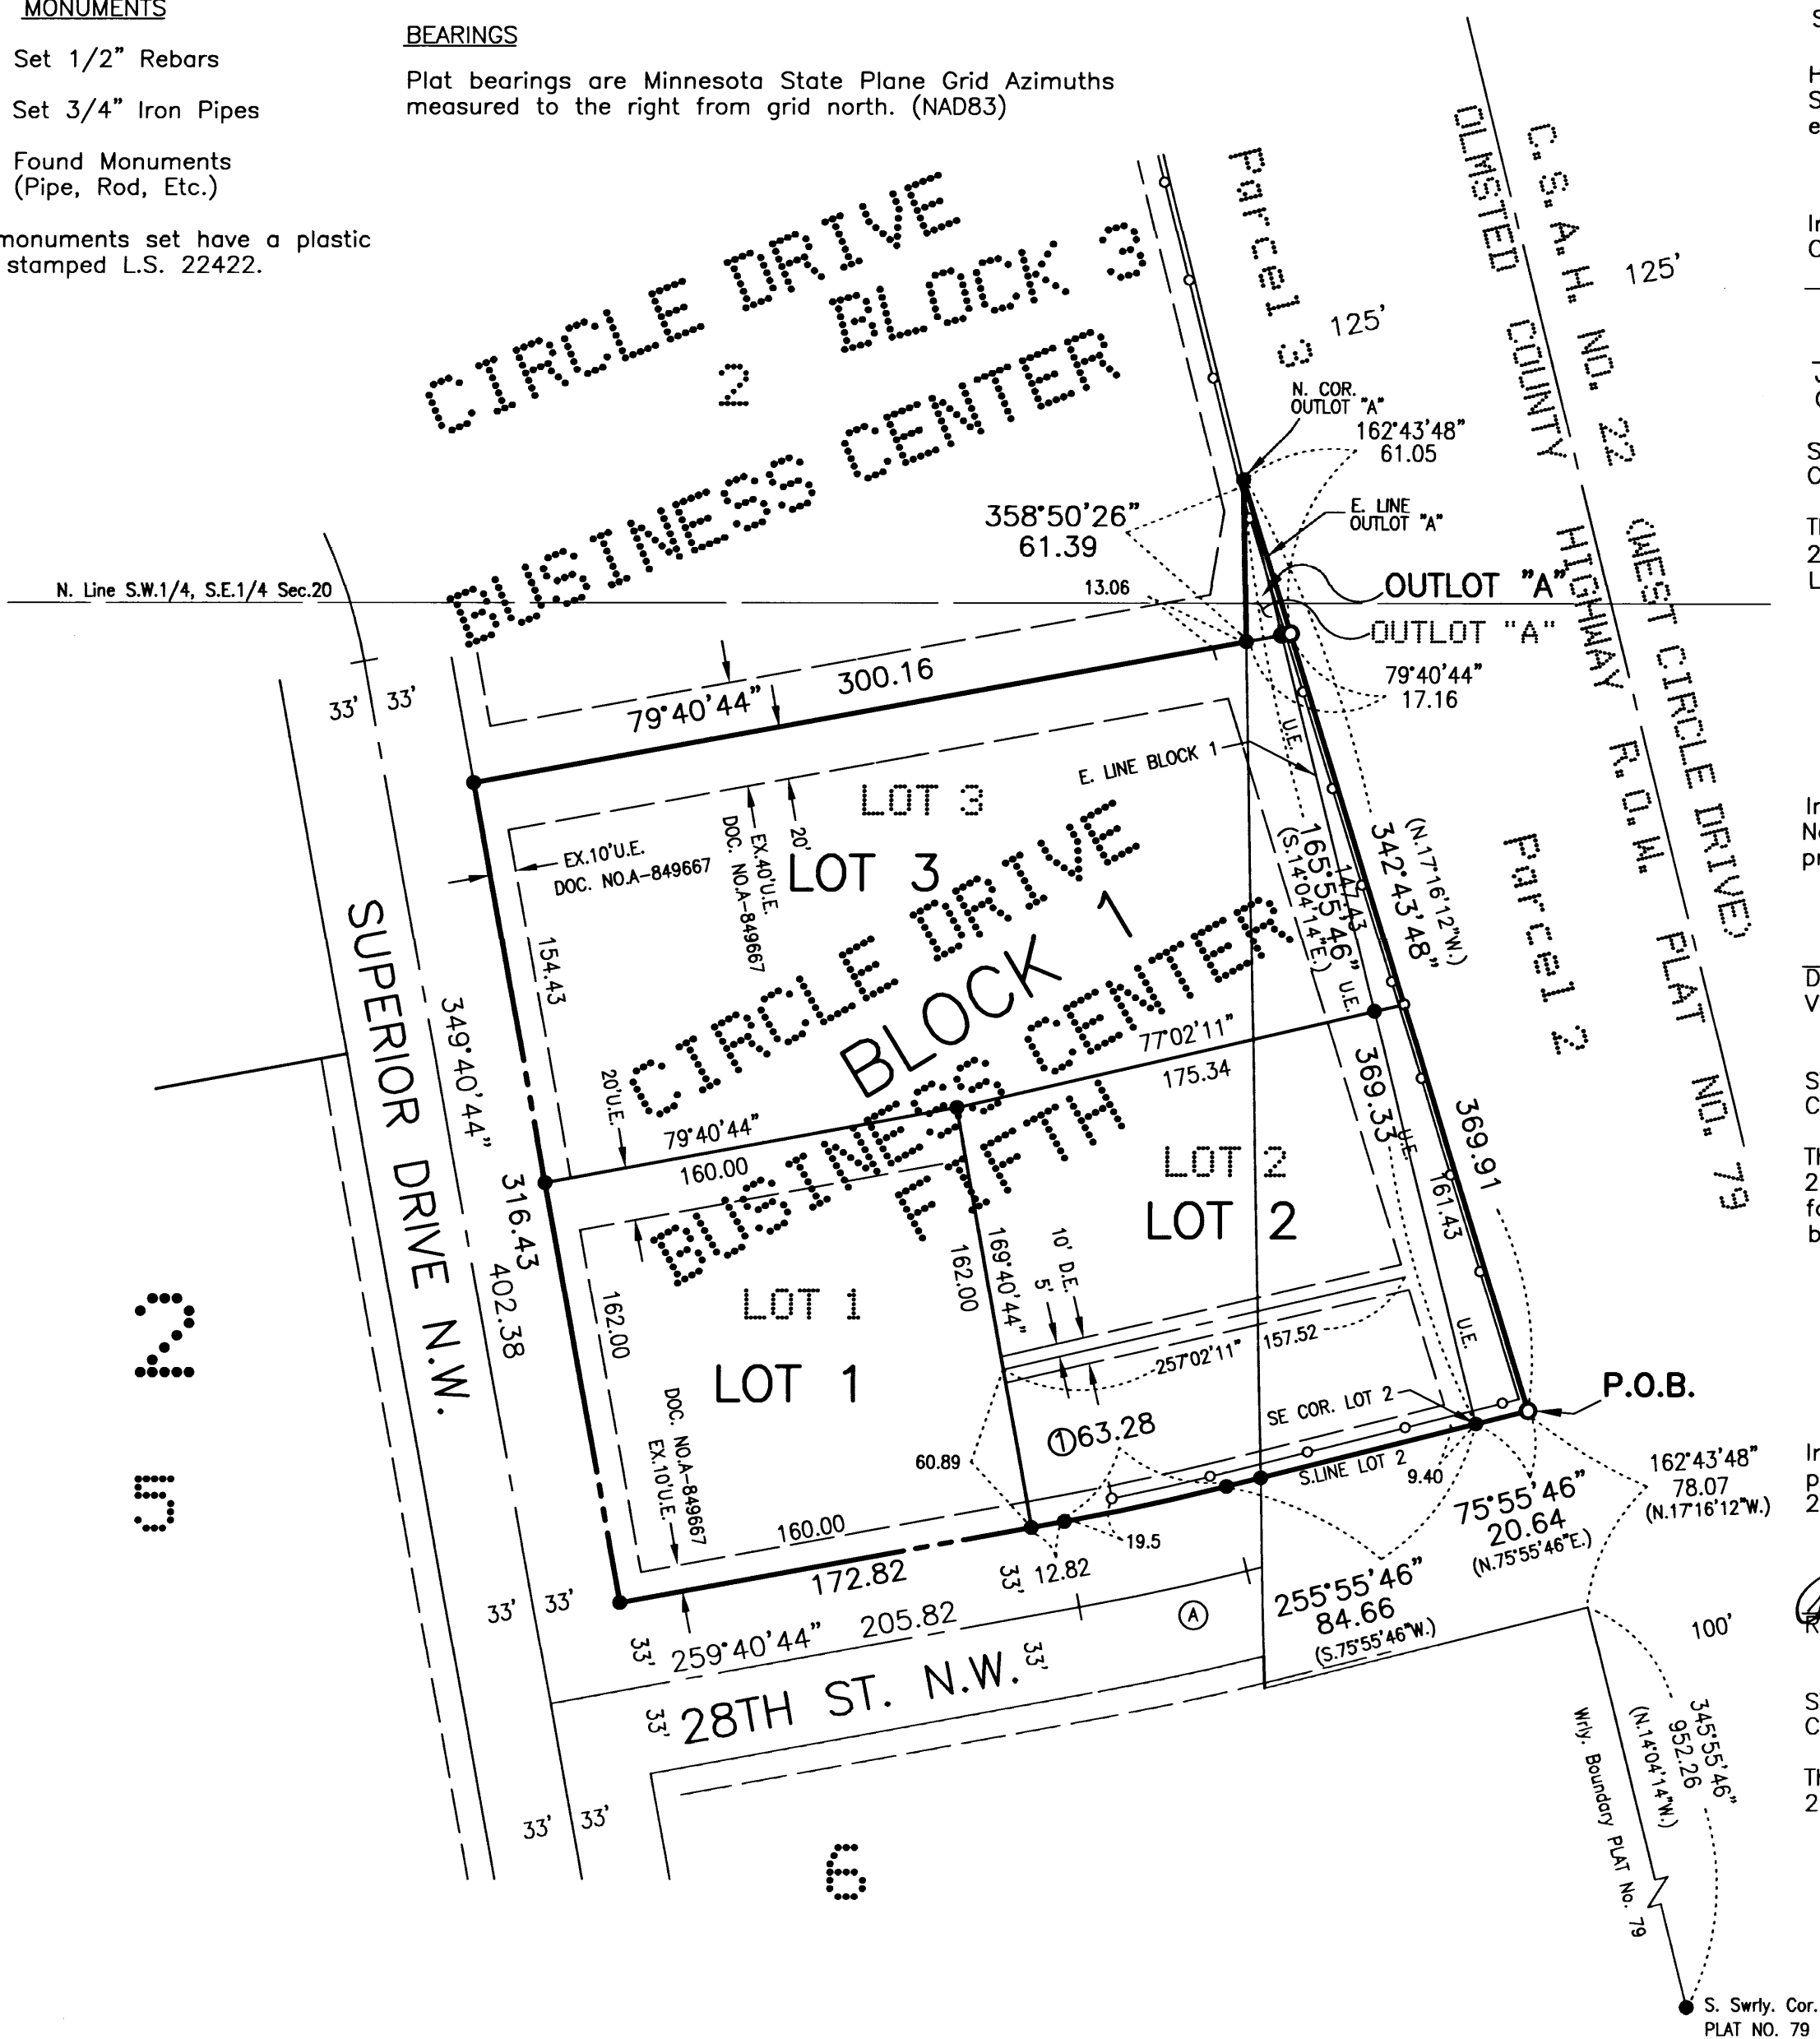 MONUMENTS
Set 1/2" Rebars
Set 3/4" Iron Pipes
Found Monuments
(Pipe, Rod, Etc.)
monuments set have a plastic
stamped L.S. 22422.
BEARINGS
Plat bearings are Minnesota State Plane Grid Azimuths
measured to the right from grid north. (NAD83)
CIRCLE DRIVE
BLOCK 3
2
BUSINESS CENTER
Parcel 3
125'
125'
C. S. A. H. NO. 22 (WEST CIRCLE DRIVE)
OLMSTED COUNTY HIGHWAY R.O.W. PLAT NO. 79
N. COR.
OUTLOT "A"
162°43'48"
61.05
358°50'26"
61.39
E. LINE
OUTLOT "A"
13.06
OUTLOT "A"
OUTLOT "A"
79°40'44"
17.16
N. Line S.W.1/4, S.E.1/4 Sec.20
33'
33'
79°40'44"
300.16
U.E.
E. LINE BLOCK 1
LOT 3
LOT 3
EX.10'U.E.
DOC. NO.A-849667
20'
EX.40'U.E.
DOC. NO.A-849667
CIRCLE DRIVE
BLOCK 1
BUSINESS CENTER
FIFTH
165°55'46"
(S.14°04'14"E.)
147.43
342°43'48"
(N.17°16'12"W.)
U.E.
Parcel 2
154.43
SUPERIOR DRIVE N.W.
349°40'44"
316.43
402.38
20'U.E.
79°40'44"
160.00
77°02'11"
175.34
369.33
U.E.
369.91
161.43
LOT 2
LOT 2
162.00
169°40'44"
10' D.E.
5'
162.00
LOT 1
LOT 1
257°02'11"
157.52
U.E.
P.O.B.
SE COR. LOT 2
①63.28
60.89
DOC. NO.A-849667
EX.10'U.E.
S.LINE LOT 2
9.40
162°43'48"
78.07
(N.17°16'12"W.)
75°55'46"
20.64
(N.75°55'46"E.)
160.00
19.5
172.82
33'
12.82
255°55'46"
84.66
(S.75°55'46"W.)
33'
33'
33'
259°40'44"
205.82
33'
Ⓐ
100'
28TH ST. N.W.
33'
345°55'46"
952.26
(N.14°04'14"W.)
Wrly. Boundary PLAT No. 79
33'
33'
2
5
6
S. Swrly. Cor.
PLAT NO. 79